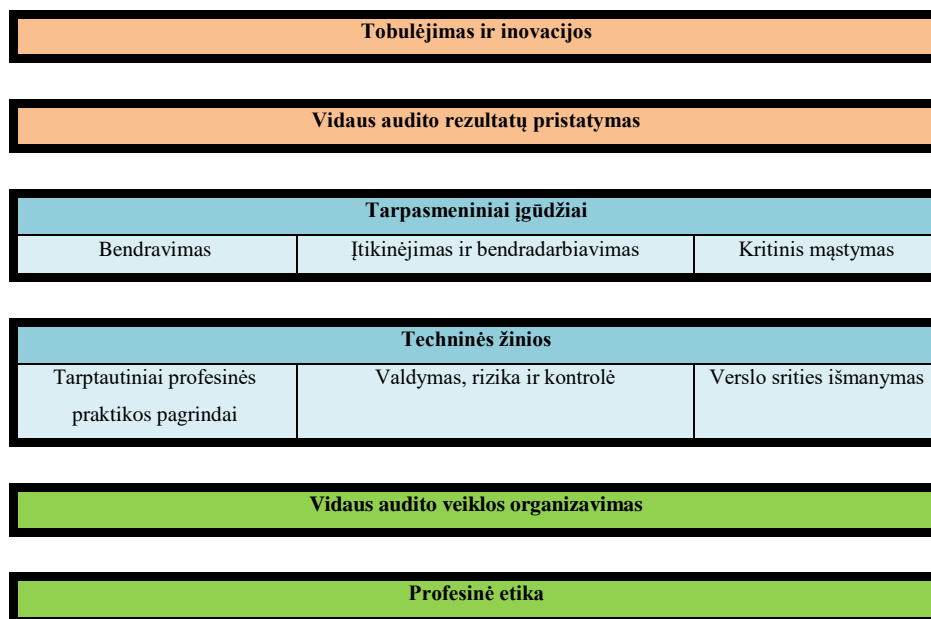 Tobulėjimas ir inovacijos
Vidaus audito rezultatų pristatymas
Tarpasmeniniai įgūdžiai
Bendravimas
Įtikinėjimas ir bendradarbiavimas
Kritinis mąstymas
Techninės žinios
Tarptautiniai profesinės
praktikos pagrindai
Valdymas, rizika ir kontrolė
Verslo srities išmanymas
Vidaus audito veiklos organizavimas
Profesinė etika